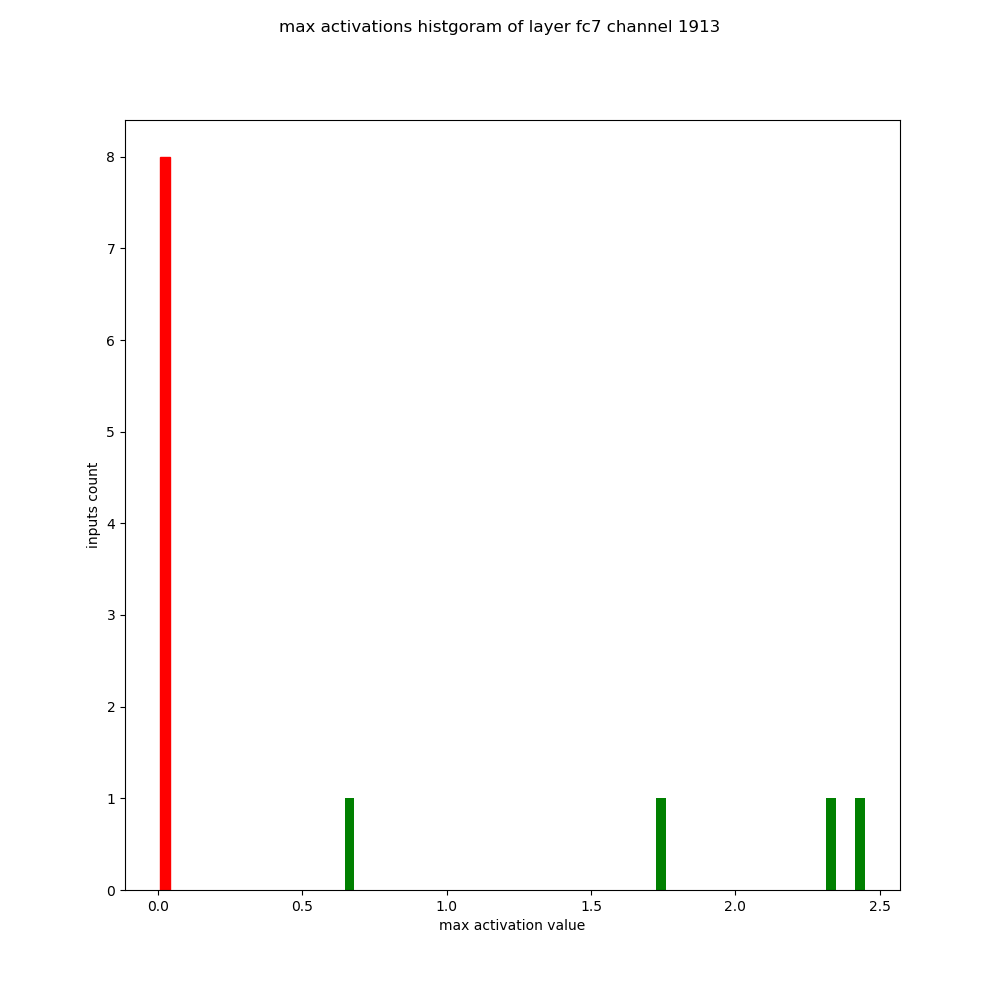 max activations histgoram of layer fc7 channel 1913
8
7
6
5
4
3
2
1
0
inputs count
0.0 0.5 1.0 1.5 2.0 2.5
max activation value